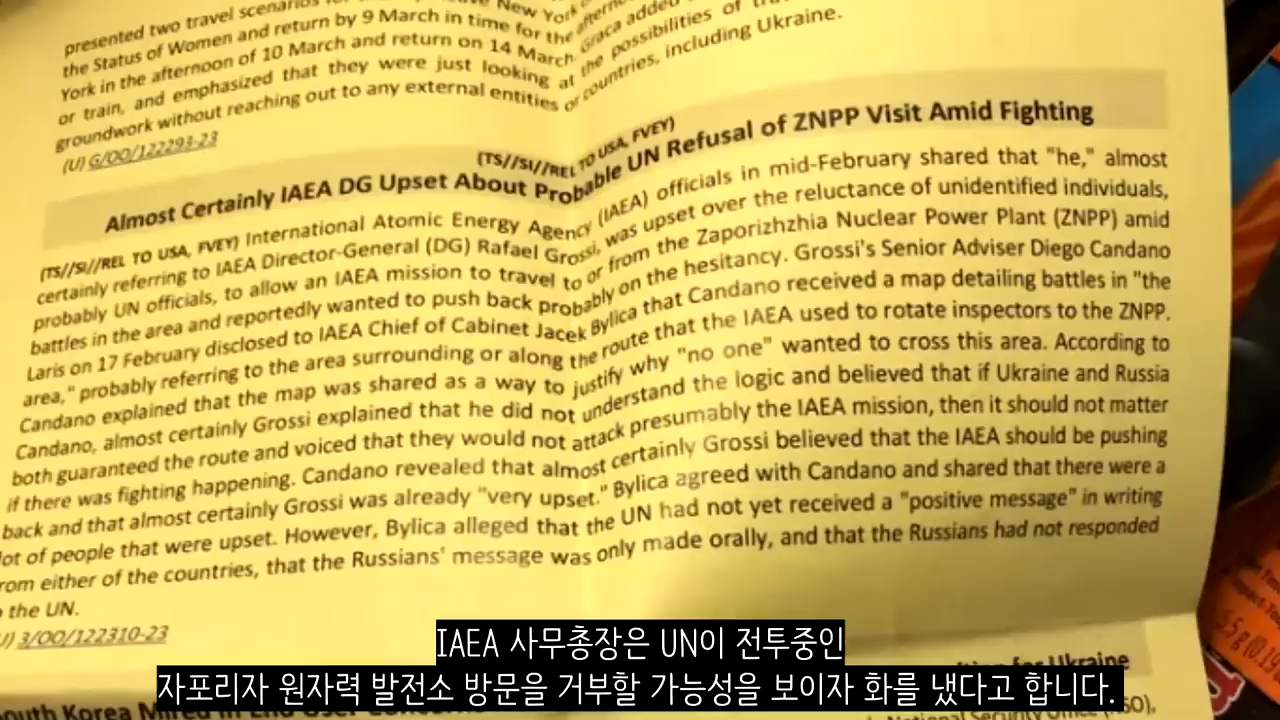 presented two travel scenarios
New York
the Status of Women and return by 9 March in time for the
York in the afternoon of 10 March and return on 14 March. Graca added
or train, and emphasized that they were just looking at the possibilities of
groundwork without reaching out to any external entities or countries, including Ukraine.
(U) G/OO/122293-23
(TS//SI//REL TO USA, FVEY)
Almost Certainly IAEA DG Upset About Probable UN Refusal of ZNPP Visit Amid Fighting
(TS//SI//REL TO USA, FVEY) International Atomic Energy Agency (IAEA) officials in mid-February shared that "he," almost
certainly referring to IAEA Director-General (DG) Rafael Grossi, was upset over the reluctance of unidentified individuals,
probably UN officials, to allow an IAEA mission to travel to or from the Zaporizhzhia Nuclear Power Plant (ZNPP) amid
battles in the area and reportedly wanted to push back probably on the hesitancy. Grossi's Senior Adviser Diego Candano
Laris on 17 February disclosed to IAEA Chief of Cabinet Jacek Bylica that Candano received a map detailing battles in "the
area," probably referring to the area surrounding or along the route that the IAEA used to rotate inspectors to the ZNPP.
Candano explained that the map was shared as a way to justify why "no one" wanted to cross this area. According to
Candano, almost certainly Grossi explained that he did not understand the logic and believed that if Ukraine and Russia
both guaranteed the route and voiced that they would not attack presumably the IAEA mission, then it should not matter
if there was fighting happening. Candano revealed that almost certainly Grossi believed that the IAEA should be pushing
back and that almost certainly Grossi was already "very upset." Bylica agreed with Candano and shared that there were a
lot of people that were upset. However, Bylica alleged that the UN had not yet received a "positive message" in writing
from either of the countries, that the Russians' message was only made orally, and that the Russians had not responded
the UN.
3/OO/122310-23
for Ukraine
South Korea Mired in End-User
National Security Office (NSO),
IAEA 사무총장은 UN이 전투중인
자포리자 원자력 발전소 방문을 거부할 가능성을 보이자 화를 냈다고 합니다.